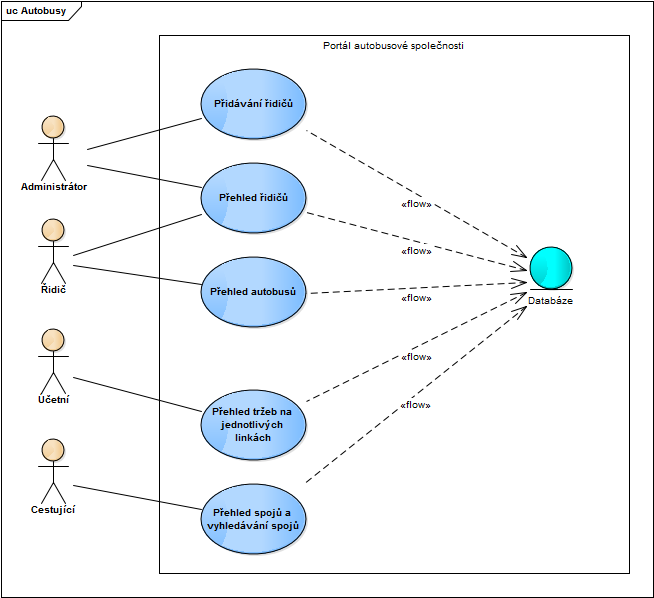 uc Autobusy
Portál autobusové společnosti
Přidávání řidičů
Administrátor
Přehled řidičů
«flow»
«flow»
Řidič
Přehled autobusů
«flow»
Databáze
«flow»
Účetní
Přehled tržeb na
jednotlivých
linkách
«flow»
Cestující
Přehled spojů a
vyhledávání spojů